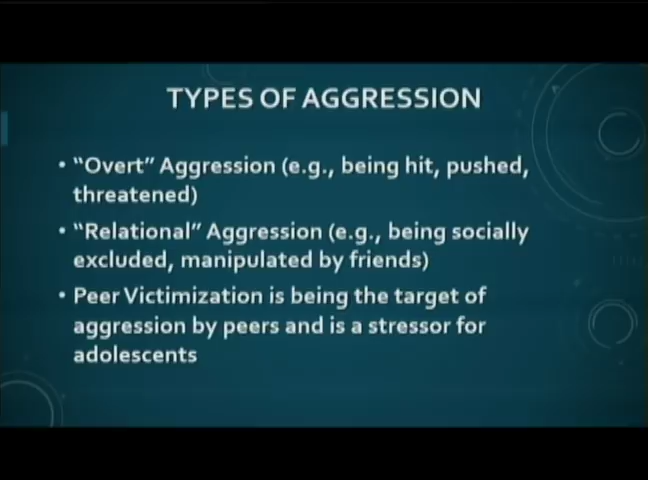 TYPES OF AGGRESSION
• “Overt” Aggression (e.g., being hit, pushed,
threatened)
• “Relational” Aggression (e.g., being socially
excluded, manipulated by friends)
• Peer Victimization is being the target of
aggression by peers and is a stressor for
adolescents